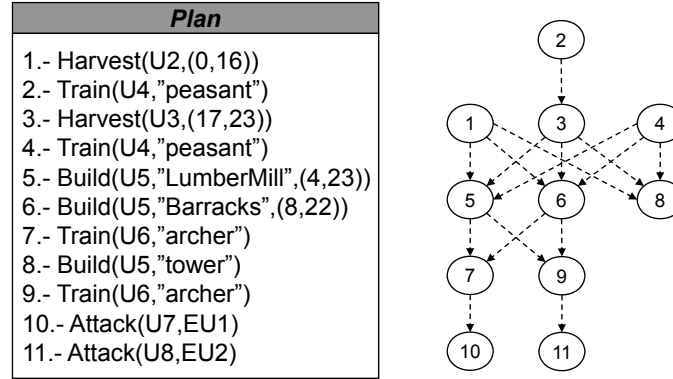 Plan
1.- Harvest(U2,(0,16))
2.- Train(U4,”peasant”)
3.- Harvest(U3,(17,23))
4.- Train(U4,”peasant”)
5.- Build(U5,”LumberMill”,(4,23))
6.- Build(U5,”Barracks”,(8,22))
7.- Train(U6,”archer”)
8.- Build(U5,”tower”)
9.- Train(U6,”archer”)
10.- Attack(U7,EU1)
11.- Attack(U8,EU2)
2
1 3 4
5 6 8
7 9
10 11